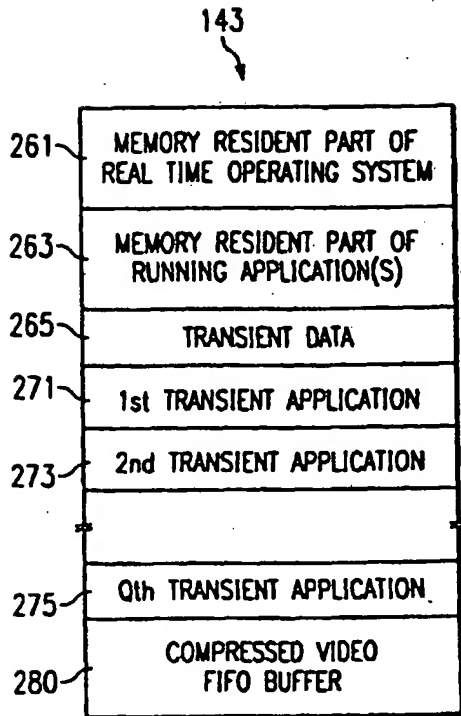 143
261
MEMORY RESIDENT PART OF
REAL TIME OPERATING SYSTEM
263
MEMORY RESIDENT PART OF
RUNNING APPLICATION(S)
265
TRANSIENT DATA
271
1st TRANSIENT APPLICATION
273
2nd TRANSIENT APPLICATION
275
Qth TRANSIENT APPLICATION
280
COMPRESSED VIDEO
FIFO BUFFER